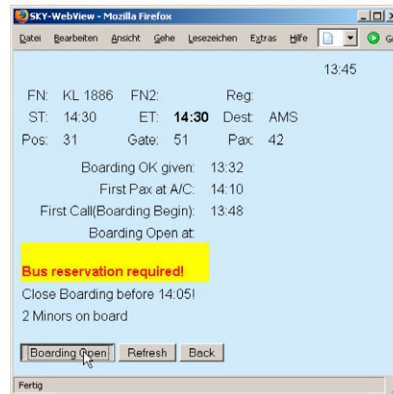 SKY-WebView - Mozilla Firefox
Datei Bearbeiten Ansicht Gehe Lesezeichen Extras Hilfe
13:45
FN: KL 1886 FN2: Reg:
ST: 14:30 ET: 14:30 Dest: AMS
Pos: 31 Gate: 51 Pax: 42
Boarding OK given: 13:32
First Pax at A/C: 14:10
First Call(Boarding Begin): 13:48
Boarding Open at:
Bus reservation required!
Close Boarding before 14:05!
2 Minors on board
Boarding Open Refresh Back
Fertig